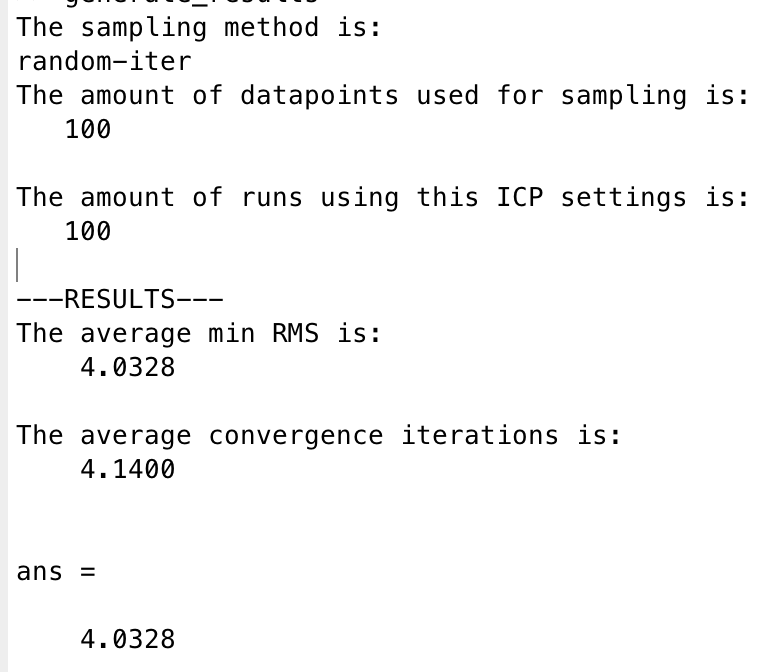 generate_results
The sampling method is:
random-iter
The amount of datapoints used for sampling is:
100
The amount of runs using this ICP settings is:
100
---RESULTS---
The average min RMS is:
4.0328
The average convergence iterations is:
4.1400
ans =
4.0328